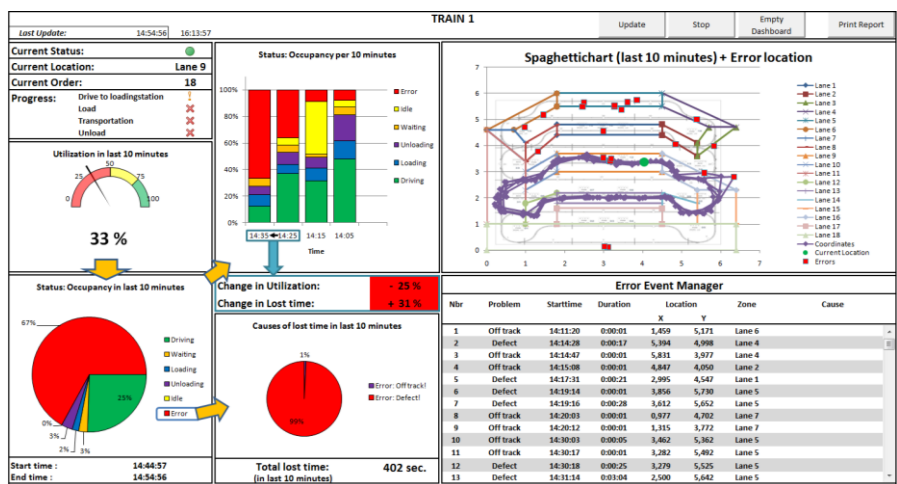 TRAIN 1
Last Update: 14:54:56 16:13:57
Update Stop Empty Dashboard Print Report
Current Status:
Current Location: Lane 9
Current Order: 18
Progress: Drive to loadingstation !
Load
Transportation
Unload
Utilization in last 10 minutes
0 25 50 75 100
33 %
Status: Occupancy per 10 minutes
100%
80%
60%
40%
20%
0%
14:35 14:25 14:15 14:05
Time
Error
Idle
Waiting
Unloading
Loading
Driving
Spaghettichart (last 10 minutes) + Error location
7
6
5
4
3
2
1
0
0 1 2 3 4 5 6 7
Lane 1
Lane 2
Lane 3
Lane 4
Lane 5
Lane 6
Lane 7
Lane 8
Lane 9
Lane 10
Lane 11
Lane 12
Lane 13
Lane 14
Lane 15
Lane 16
Lane 17
Lane 18
Coordinates
Current Location
Errors
Status: Occupancy in last 10 minutes
67%
25%
0%
3%
2%
3%
Driving
Waiting
Loading
Unloading
Idle
Error
Start time : 14:44:57
End time : 14:54:56
Change in Utilization: - 25 %
Change in Lost time: + 31 %
Causes of lost time in last 10 minutes
1%
99%
Error: Off track!
Error: Defect!
Total lost time: 402 sec.
(in last 10 minutes)
Error Event Manager
Nbr Problem Starttime Duration Location Zone Cause
X Y
1 Off track 14:11:20 0:00:01 1,459 5,171 Lane 6
2 Defect 14:14:28 0:00:17 5,394 4,998 Lane 4
3 Off track 14:14:47 0:00:01 5,831 3,977 Lane 4
4 Off track 14:15:08 0:00:01 4,847 4,050 Lane 2
5 Defect 14:17:31 0:00:21 2,995 4,547 Lane 1
6 Defect 14:19:14 0:00:01 3,856 5,730 Lane 5
7 Defect 14:19:16 0:00:28 3,612 5,652 Lane 5
8 Off track 14:20:03 0:00:01 0,977 4,702 Lane 7
9 Off track 14:20:12 0:00:01 1,315 3,772 Lane 7
10 Off track 14:30:03 0:00:05 3,462 5,362 Lane 5
11 Off track 14:30:17 0:00:01 3,282 5,492 Lane 5
12 Defect 14:30:18 0:00:25 3,279 5,525 Lane 5
13 Defect 14:31:14 0:03:04 2,500 5,642 Lane 5